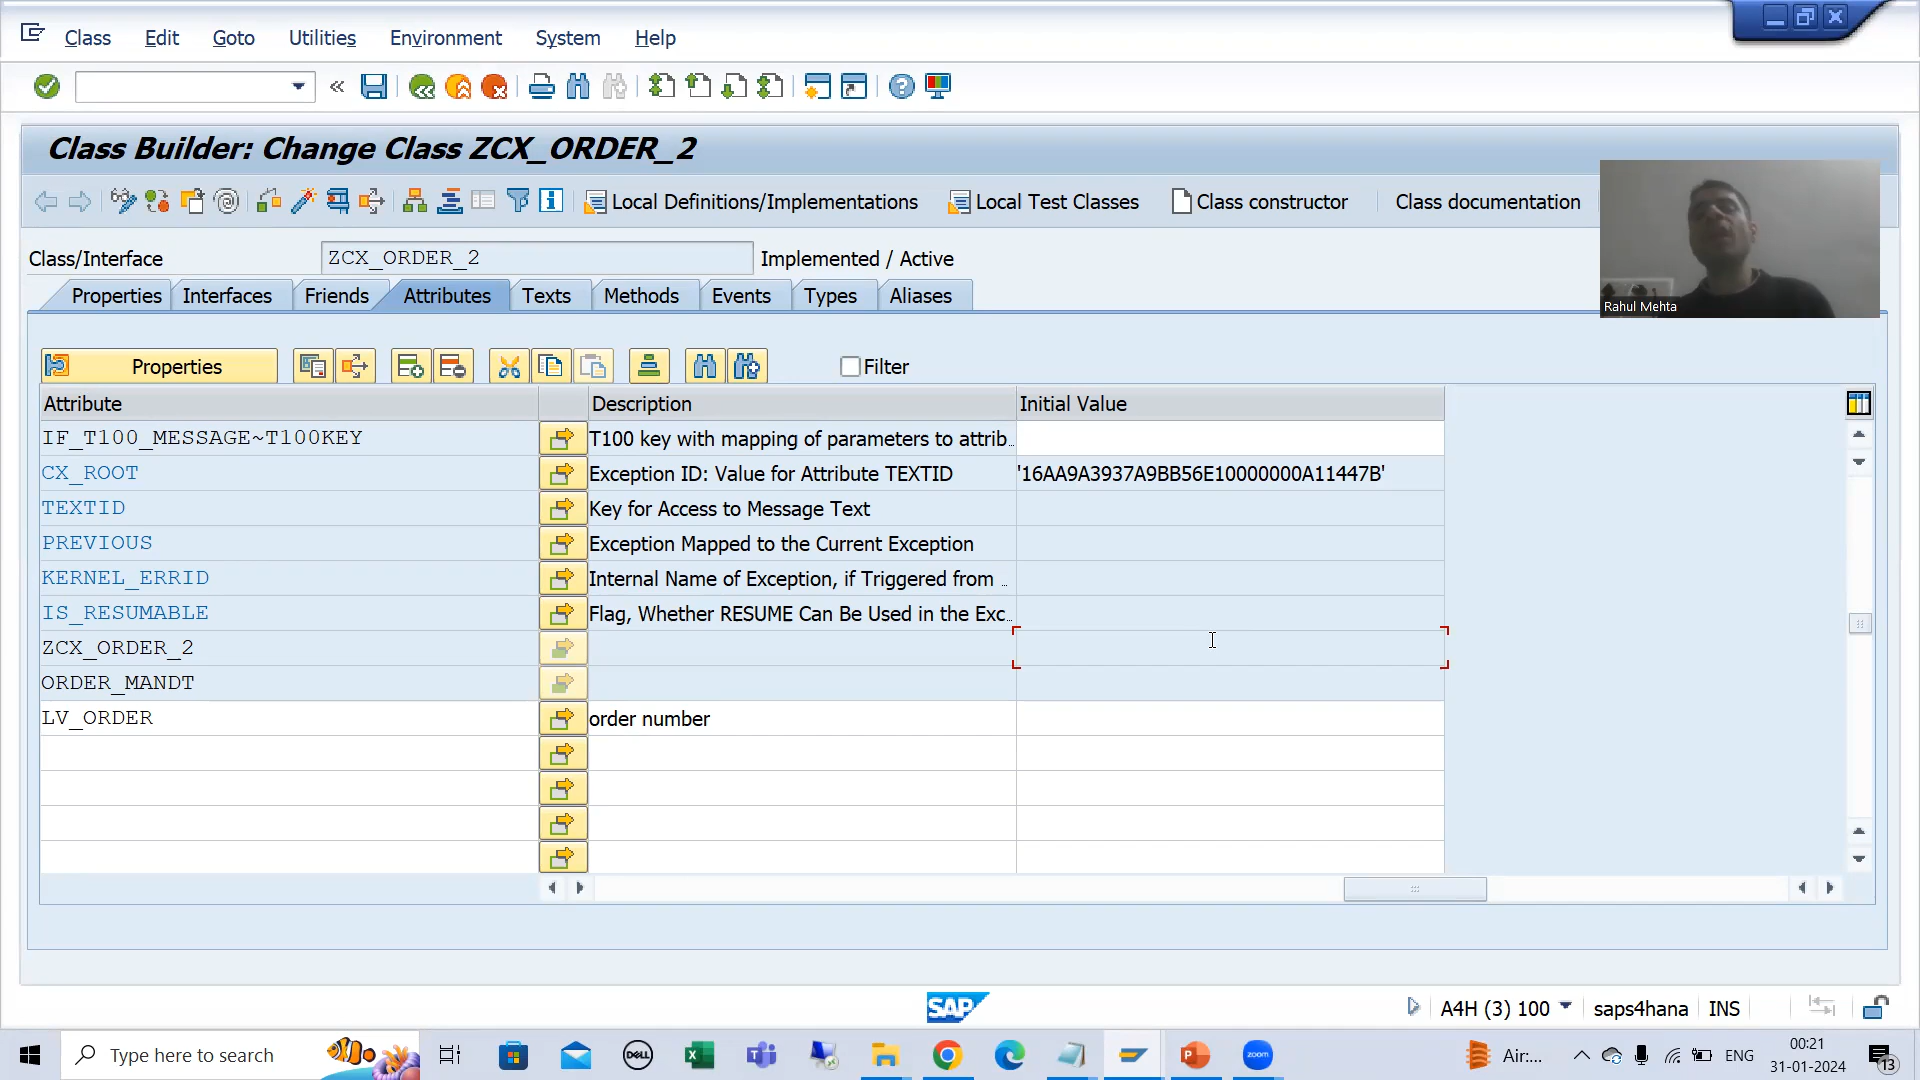 Class Edit Goto Utilities Environment System Help
Class Builder: Change Class ZCX_ORDER_2
Local Definitions/Implementations Local Test Classes Class constructor Class documentation
Class/Interface ZCX_ORDER_2 Implemented / Active
Properties Interfaces Friends Attributes Texts Methods Events Types Aliases
Rahul Mehta
Properties Filter
Attribute Description Initial Value
IF_T100_MESSAGE~T100KEY T100 key with mapping of parameters to attrib...
CX_ROOT Exception ID: Value for Attribute TEXTID '16AA9A3937A9BB56E10000000A11447B'
TEXTID Key for Access to Message Text
PREVIOUS Exception Mapped to the Current Exception
KERNEL_ERRID Internal Name of Exception, if Triggered from ...
IS_RESUMABLE Flag, Whether RESUME Can Be Used in the Exc...
ZCX_ORDER_2
ORDER_MANDT
LV_ORDER order number
SAP A4H (3) 100 saps4hana INS
Type here to search DELL zoom Air:... ENG 00:21
31-01-2024 13